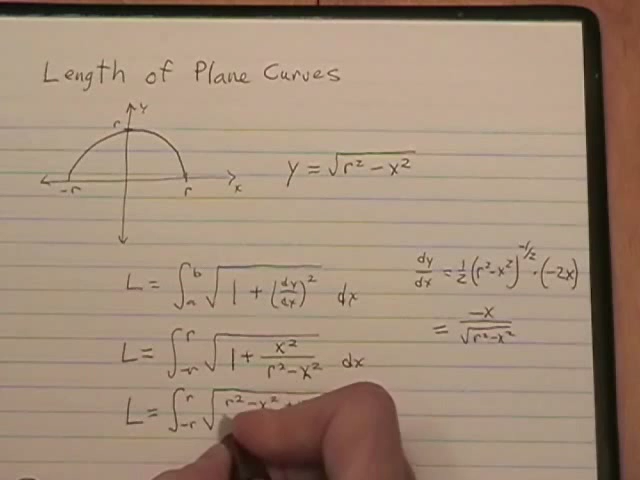 Length of Plane Curves
y
r
-r r x
y = √(r² - x²)
L = ∫ₐᵇ √(1 + (dy/dx)²) dx
dy/dx = 1/2 (r² - x²)^(-1/2) · (-2x)
= -x/√(r² - x²)
L = ∫₋ᵣʳ √(1 + x²/(r² - x²)) dx
L = ∫₋ᵣʳ √(r² - x² +